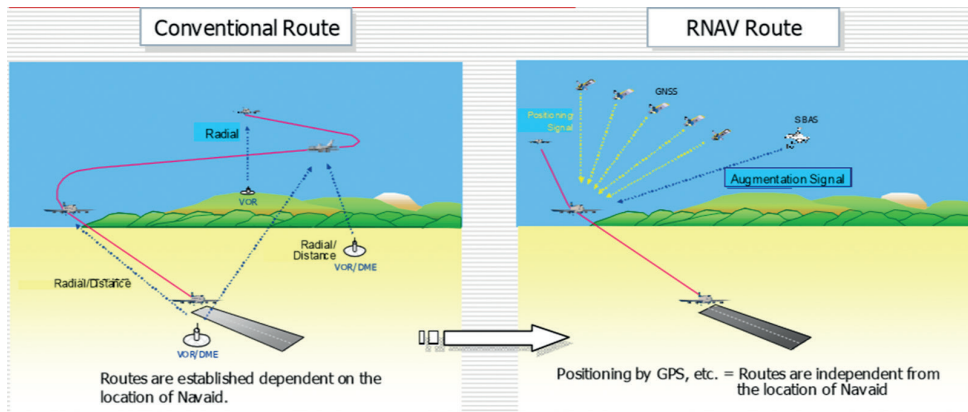 Conventional Route
Radial
VOR
Radial/
Distance
VOR/DME
Radial/Distance
VOR/DME
Routes are established dependent on the
location of Navaid.
RNAV Route
GNSS
Positioning
Signal
SBAS
Augmentation Signal
Positioning by GPS, etc. = Routes are independent from
the location of Navaid